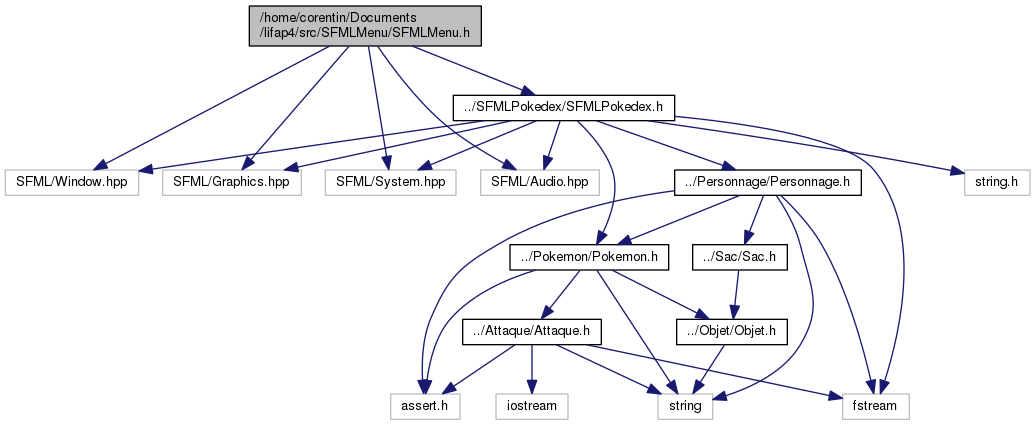 /home/corentin/Documents
/lifap4/src/SFMLMenu/SFMLMenu.h
../SFMLPokedex/SFMLPokedex.h
SFML/Window.hpp
SFML/Graphics.hpp
SFML/System.hpp
SFML/Audio.hpp
../Personnage/Personnage.h
string.h
../Pokemon/Pokemon.h
../Sac/Sac.h
../Attaque/Attaque.h
../Objet/Objet.h
assert.h
iostream
string
fstream